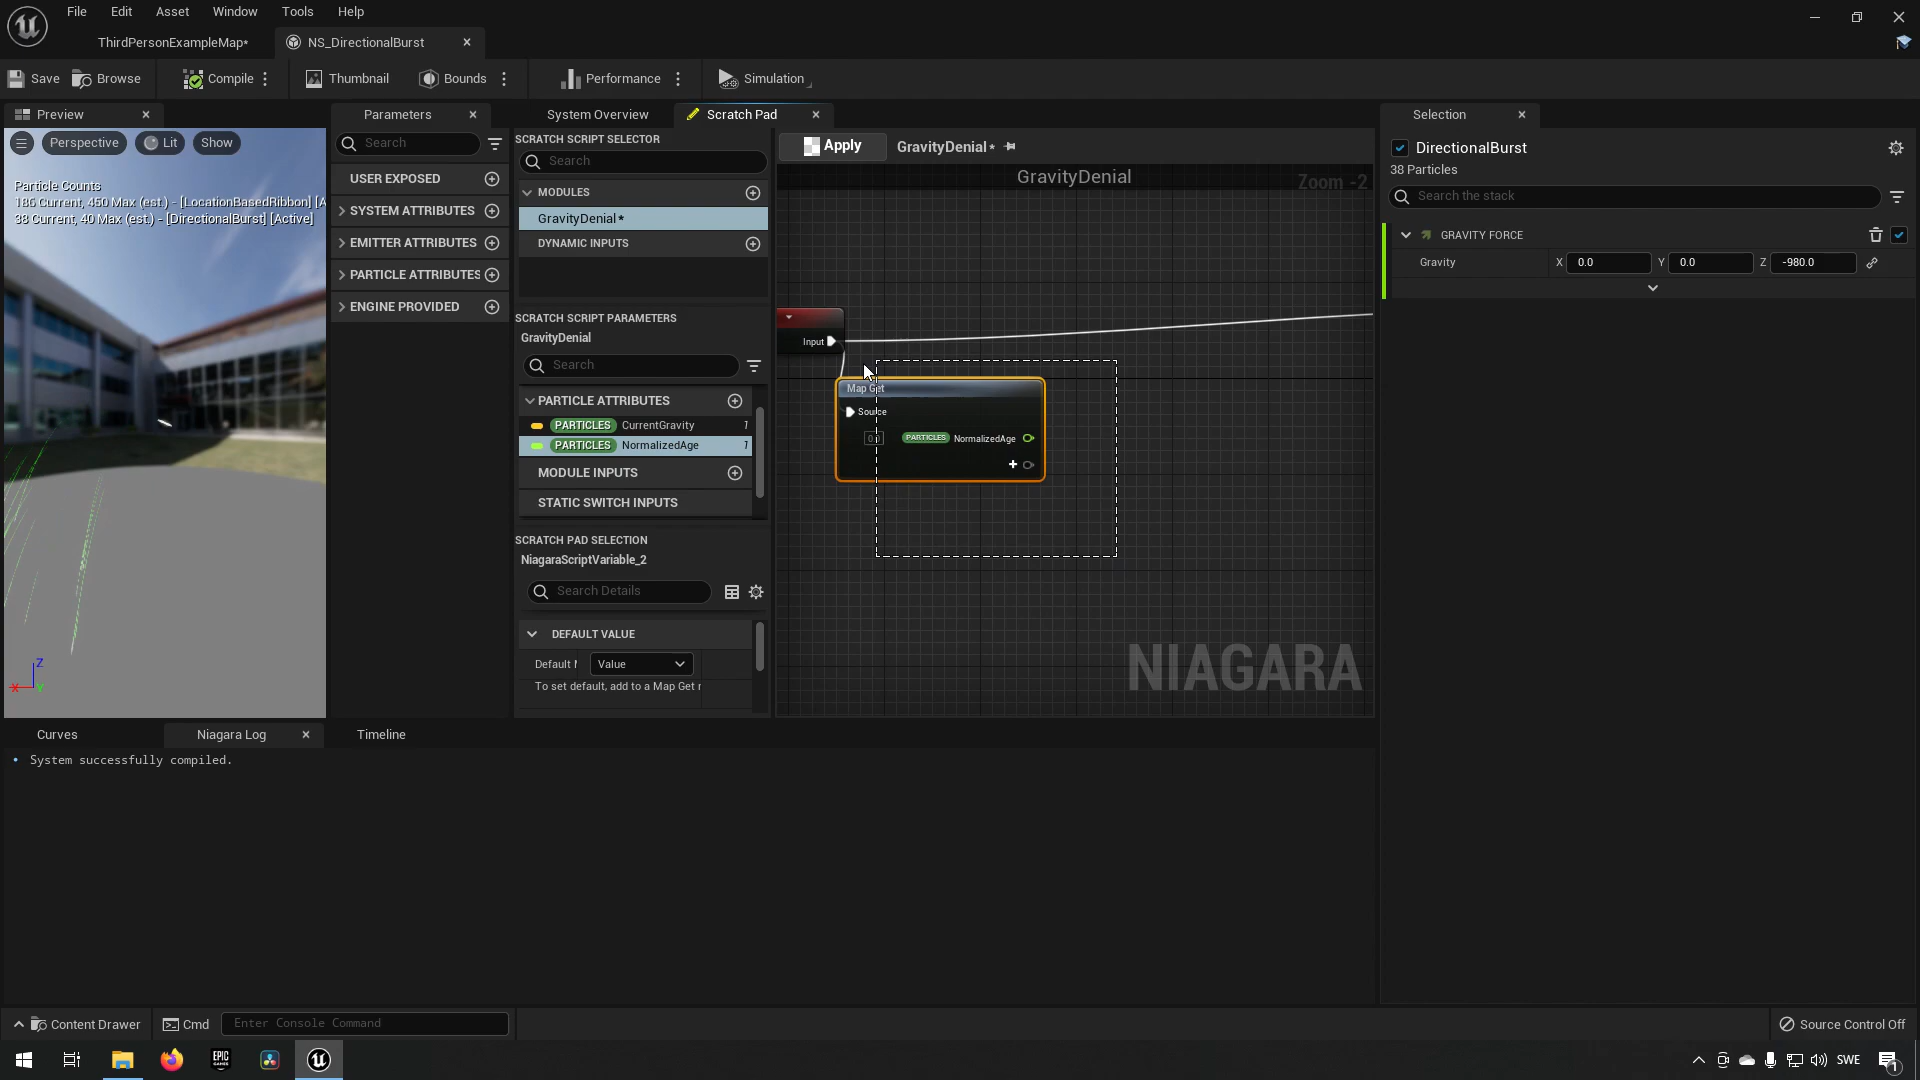 File Edit Asset Window Tools Help
ThirdPersonExampleMap*
NS_DirectionalBurst
Save
Browse
Compile
Thumbnail
Bounds
Performance
Simulation
Preview
Parameters
System Overview
Scratch Pad
Selection
Perspective
Lit
Show
Particle Counts
186 Current, 450 Max (est.) - [LocationBasedRibbon] [A
38 Current, 40 Max (est.) - [DirectionalBurst] [Active]
Z
X
Y
Search
USER EXPOSED
SYSTEM ATTRIBUTES
EMITTER ATTRIBUTES
PARTICLE ATTRIBUTES
ENGINE PROVIDED
SCRATCH SCRIPT SELECTOR
Search
MODULES
GravityDenial*
DYNAMIC INPUTS
SCRATCH SCRIPT PARAMETERS
GravityDenial
Search
PARTICLE ATTRIBUTES
PARTICLES CurrentGravity 1
PARTICLES NormalizedAge 1
MODULE INPUTS
STATIC SWITCH INPUTS
SCRATCH PAD SELECTION
NiagaraScriptVariable_2
Search Details
DEFAULT VALUE
Default M Value
To set default, add to a Map Get r
Apply
GravityDenial*
GravityDenial
Zoom -2
Input
Map Get
Source
PARTICLES NormalizedAge
NIAGARA
DirectionalBurst
38 Particles
Search the stack
GRAVITY FORCE
Gravity X 0.0 Y 0.0 Z -980.0
Curves
Niagara Log
Timeline
System successfully compiled.
Content Drawer
Cmd
Enter Console Command
Source Control Off
EPIC GAMES
SWE
1